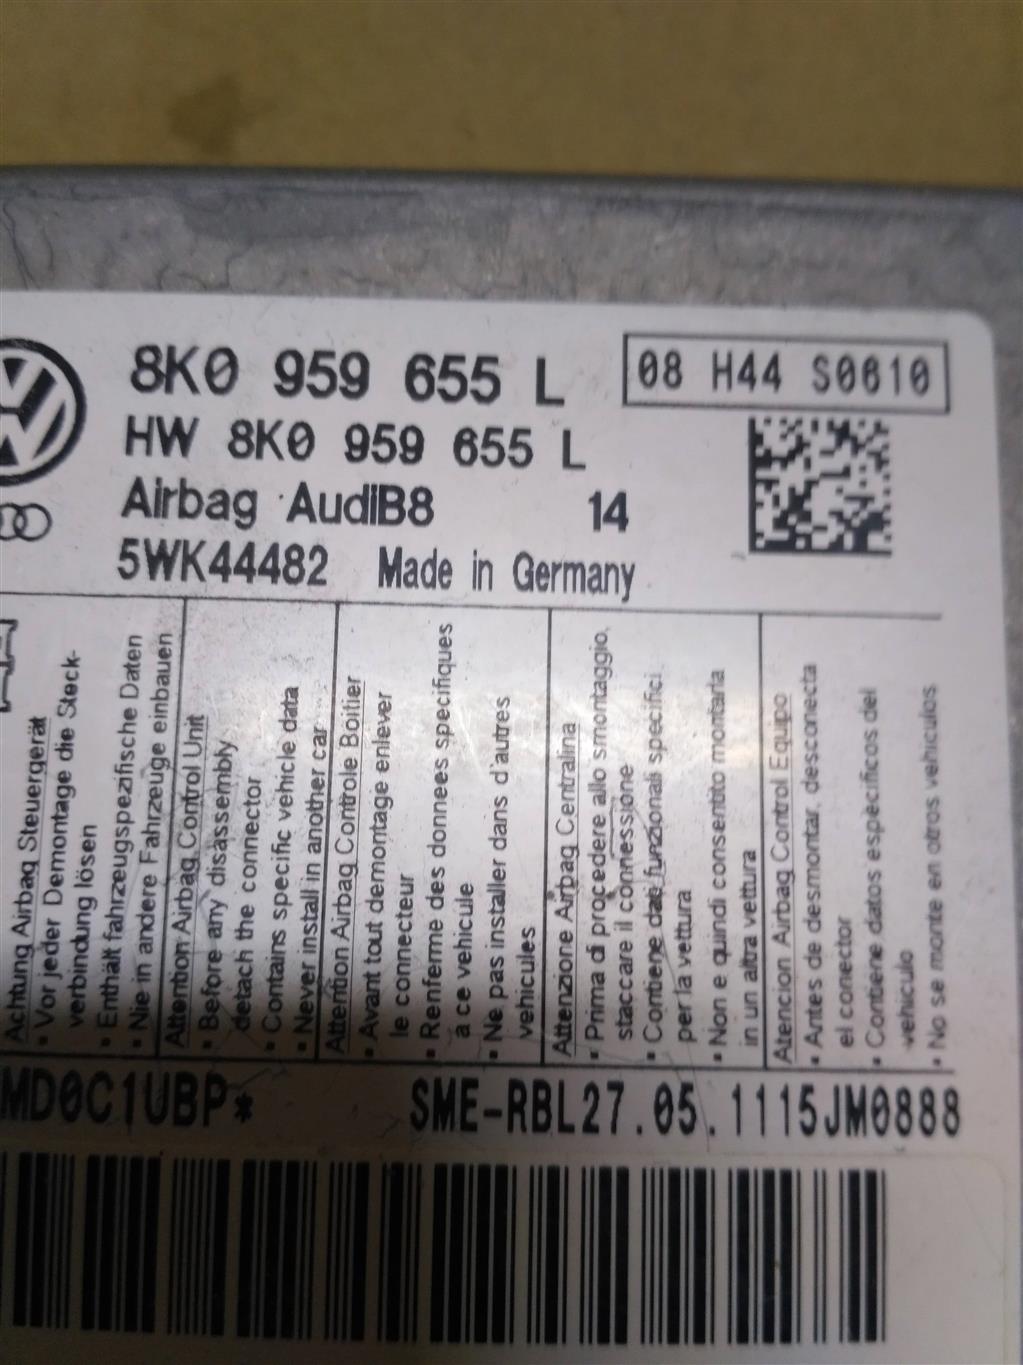 8K0 959 655 L
08 H44 S0610
HW 8K0 959 655 L
Airbag AudiB8 14
5WK44482 Made in Germany
Achtung Airbag Steuergerät
• Vor jeder Demontage die Steck-
verbindung lösen
• Enthält fahrzeugspezifische Daten
• Nie in andere Fahrzeuge einbauen
Attention Airbag Control Unit
• Before any disassembly
detach the connector
• Contains specific vehicle data
• Never install in another car
Attention Airbag Controle Boitier
• Avant tout demontage enlever
le connecteur
• Renferme des donnees specifiques
à ce vehicule
• Ne pas installer dans d'autres
vehicules
Attenzione Airbag Centralina
• Prima di procedere allo smontaggio,
staccare il connessione
• Contiene dati funzionali specifici
per la vettura
• Non e quindi consentito montarla
in un altra vettura
Atencion Airbag Control Equipo
• Antes de desmontar, desconecta
el conector
• Contiene datos especificos del
vehiculo
• No se monte en otros vehiculos
MD0C1UBP* SME-RBL27.05.1115JM0888